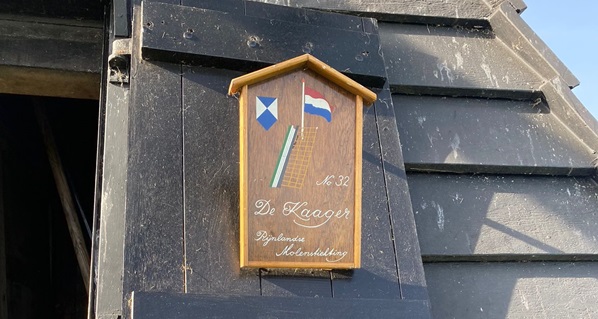 No 32
De Kaager
Rijnlandse
Molenstichting